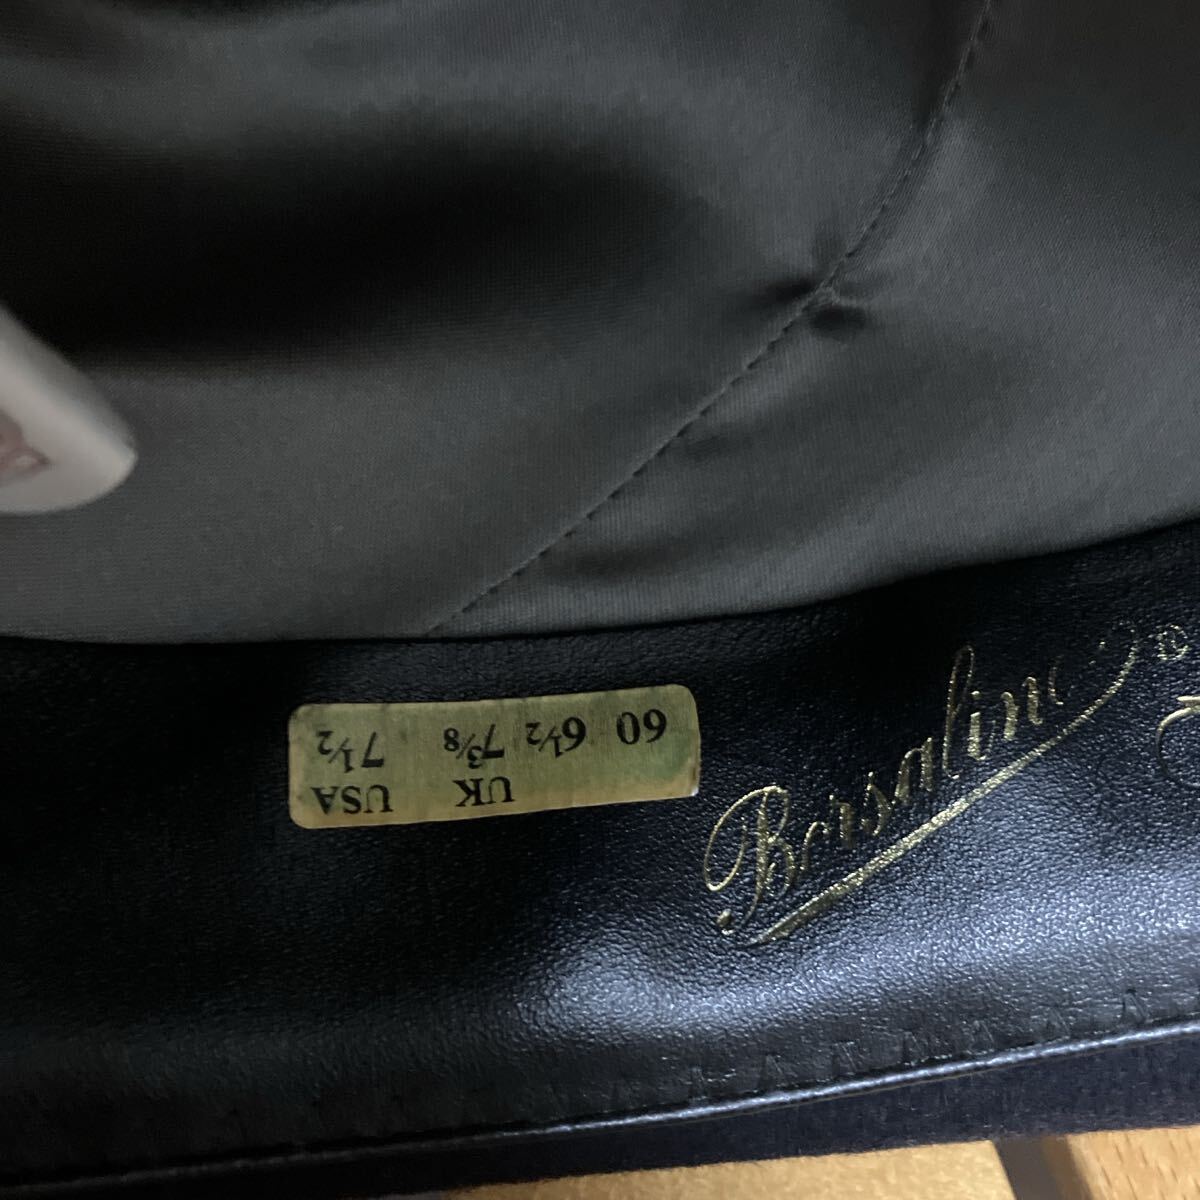 Borsalino ©
USA UK
60 6½ 7⅜ 7½